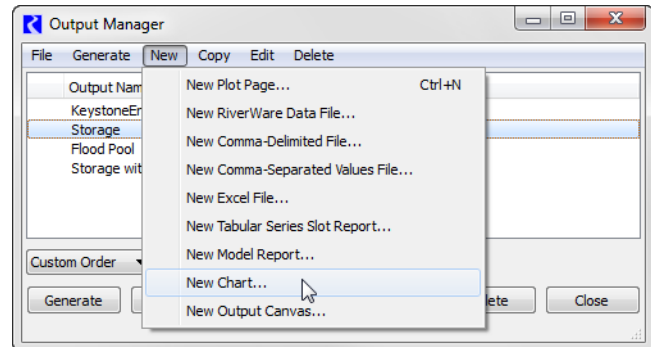 Output Manager
File Generate New Copy Edit Delete
Output Nam
KeystoneEr
Storage
Flood Pool
Storage wit
New Plot Page... Ctrl+N
New RiverWare Data File...
New Comma-Delimited File...
New Comma-Separated Values File...
New Excel File...
New Tabular Series Slot Report...
New Model Report...
New Chart...
New Output Canvas...
Custom Order
Generate lete Close